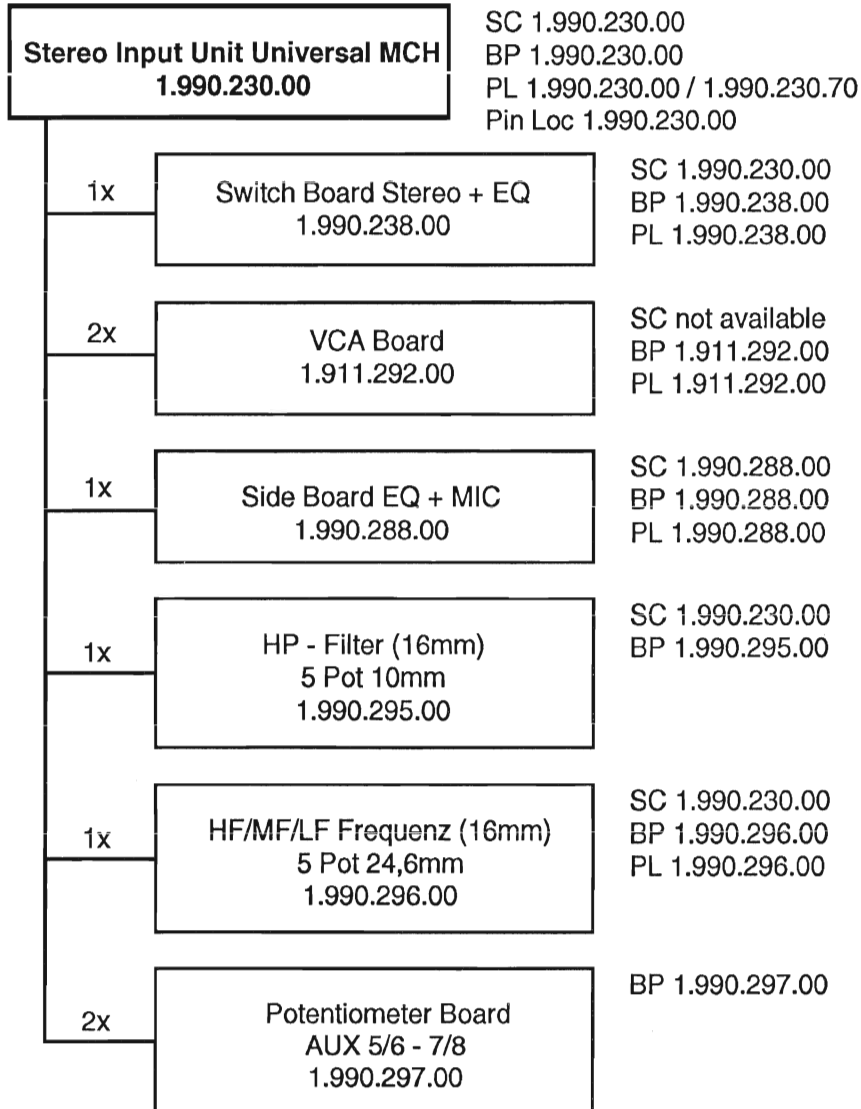 Stereo Input Unit Universal MCH
1.990.230.00
SC 1.990.230.00
BP 1.990.230.00
PL 1.990.230.00 / 1.990.230.70
Pin Loc 1.990.230.00
1x
Switch Board Stereo + EQ
1.990.238.00
SC 1.990.230.00
BP 1.990.238.00
PL 1.990.238.00
2x
VCA Board
1.911.292.00
SC not available
BP 1.911.292.00
PL 1.911.292.00
1x
Side Board EQ + MIC
1.990.288.00
SC 1.990.288.00
BP 1.990.288.00
PL 1.990.288.00
1x
HP - Filter (16mm)
5 Pot 10mm
1.990.295.00
SC 1.990.230.00
BP 1.990.295.00
1x
HF/MF/LF Frequenz (16mm)
5 Pot 24,6mm
1.990.296.00
SC 1.990.230.00
BP 1.990.296.00
PL 1.990.296.00
2x
Potentiometer Board
AUX 5/6 - 7/8
1.990.297.00
BP 1.990.297.00